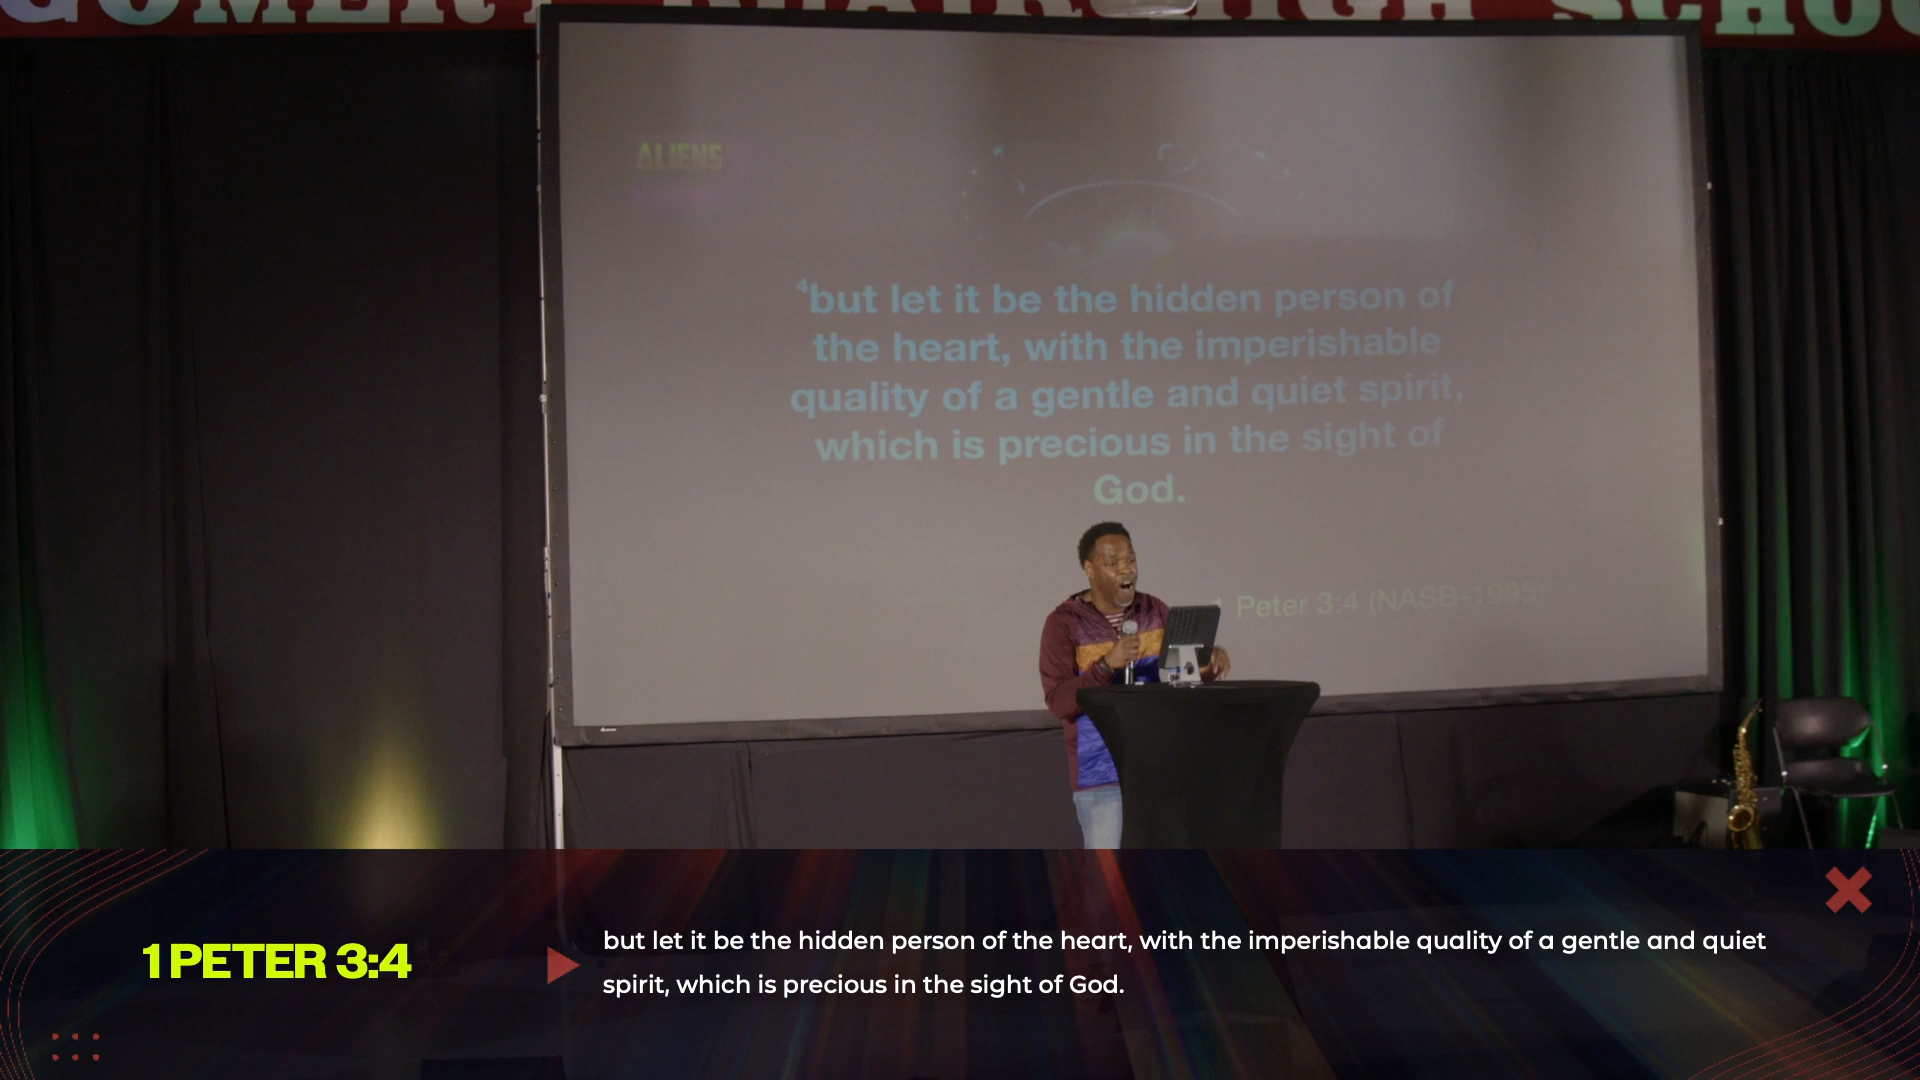 SCHO
ALIENS
4but let it be the hidden person of
the heart, with the imperishable
quality of a gentle and quiet spirit,
which is precious in the sight of
God.
1 Peter 3:4 (NASB-1995)
1 PETER 3:4
but let it be the hidden person of the heart, with the imperishable quality of a gentle and quiet
spirit, which is precious in the sight of God.